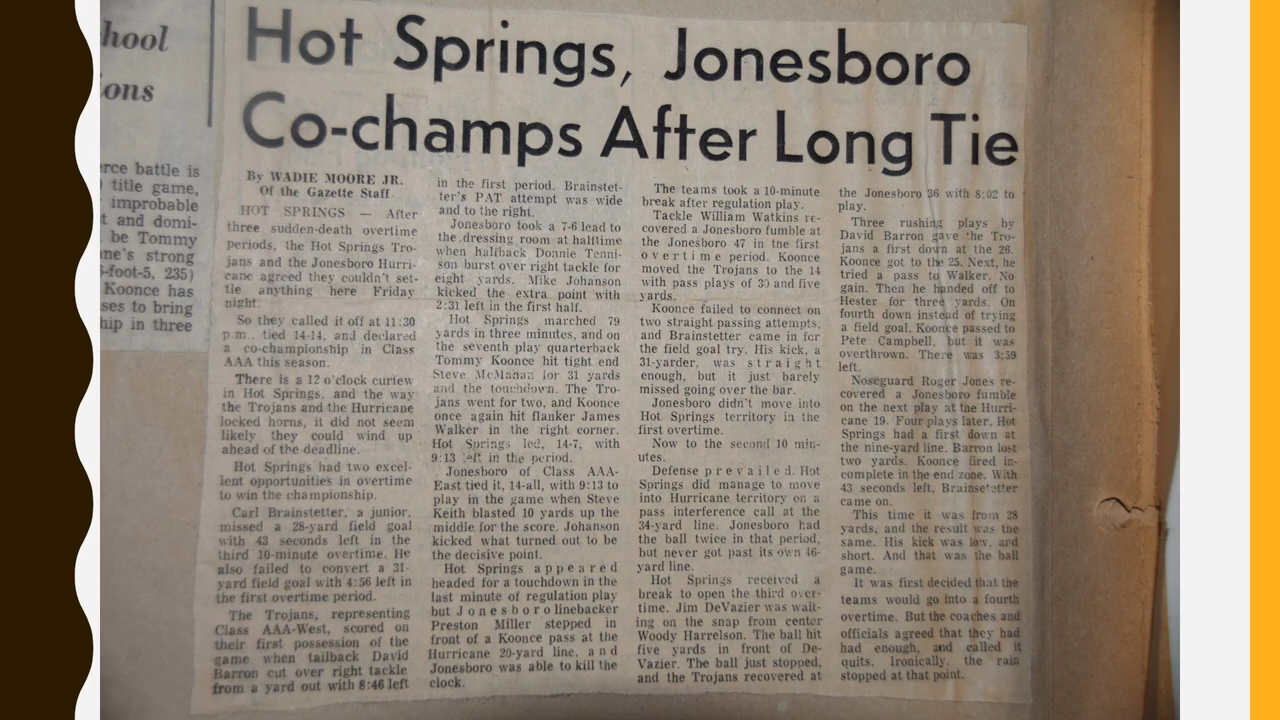 hool
ions
erce battle is
title game,
improbable
t and domi-
be Tommy
ne's strong
6-foot-5, 235)
Koonce has
ses to bring
hip in three
Hot Springs, Jonesboro
Co-champs After Long Tie
By WADIE MOORE JR.
Of the Gazette Staff
HOT SPRINGS — After
three sudden-death overtime
periods, the Hot Springs Tro-
jans and the Jonesboro Hurri-
cane agreed they couldn't set-
tle anything here Friday
night.
So they called it off at 11:30
p.m., tied 14-14, and declared
a co-championship in Class
AAA this season.
There is a 12 o'clock curfew
in Hot Springs, and the way
the Trojans and the Hurricane
locked horns, it did not seem
likely they could wind up
ahead of the deadline.
Hot Springs had two excel-
lent opportunities in overtime
to win the championship.
Carl Brainstetter, a junior,
missed a 28-yard field goal
with 43 seconds left in the
third 10-minute overtime. He
also failed to convert a 31-
yard field goal with 4:56 left in
the first overtime period.
The Trojans, representing
Class AAA-West, scored on
their first possession of the
game when tailback David
Barron cut over right tackle
from a yard out with 8:46 left
in the first period. Brainstet-
ter's PAT attempt was wide
and to the right.
Jonesboro took a 7-6 lead to
the dressing room at halftime
when halfback Donnie Tenni-
son burst over right tackle for
eight yards. Mike Johanson
kicked the extra point with
2:31 left in the first half.
Hot Springs marched 79
yards in three minutes, and on
the seventh play quarterback
Tommy Koonce hit tight end
Steve McManan for 31 yards
and the touchdown. The Tro-
jans went for two, and Koonce
once again hit flanker James
Walker in the right corner.
Hot Springs led, 14-7, with
9:13 left in the period.
Jonesboro of Class AAA-
East tied it, 14-all, with 9:13 to
play in the game when Steve
Keith blasted 10 yards up the
middle for the score. Johanson
kicked what turned out to be
the decisive point.
Hot Springs appeared
headed for a touchdown in the
last minute of regulation play
but Jonesboro linebacker
Preston Miller stepped in
front of a Koonce pass at the
Hurricane 20-yard line, and
Jonesboro was able to kill the
clock.
The teams took a 10-minute
break after regulation play.
Tackle William Watkins re-
covered a Jonesboro fumble at
the Jonesboro 47 in the first
overtime period. Koonce
moved the Trojans to the 14
with pass plays of 30 and five
yards.
Koonce failed to connect on
two straight passing attempts,
and Brainstetter came in for
the field goal try. His kick, a
31-yarder, was straight
enough, but it just barely
missed going over the bar.
Jonesboro didn't move into
Hot Springs territory in the
first overtime.
Now to the second 10 min-
utes.
Defense prevailed. Hot
Springs did manage to move
into Hurricane territory on a
pass interference call at the
34-yard line. Jonesboro had
the ball twice in that period,
but never got past its own 46-
yard line.
Hot Springs received a
break to open the third over-
time. Jim DeVazier was wait-
ing on the snap from center
Woody Harrelson. The ball hit
five yards in front of De-
Vazier. The ball just stopped,
and the Trojans recovered at
the Jonesboro 36 with 8:02 to
play.
Three rushing plays by
David Barron gave the Tro-
jans a first down at the 26.
Koonce got to the 25. Next, he
tried a pass to Walker. No
gain. Then he handed off to
Hester for three yards. On
fourth down instead of trying
a field goal, Koonce passed to
Pete Campbell, but it was
overthrown. There was 3:59
left.
Noseguard Roger Jones re-
covered a Jonesboro fumble
on the next play at the Hurri-
cane 19. Four plays later, Hot
Springs had a first down at
the nine-yard line. Barron lost
two yards. Koonce fired in-
complete in the end zone. With
43 seconds left, Brainsetetter
came on.
This time it was from 28
yards, and the result was the
same. His kick was low, and
short. And that was the ball
game.
It was first decided that the
teams would go into a fourth
overtime. But the coaches and
officials agreed that they had
had enough, and called it
quits. Ironically, the rain
stopped at that point.